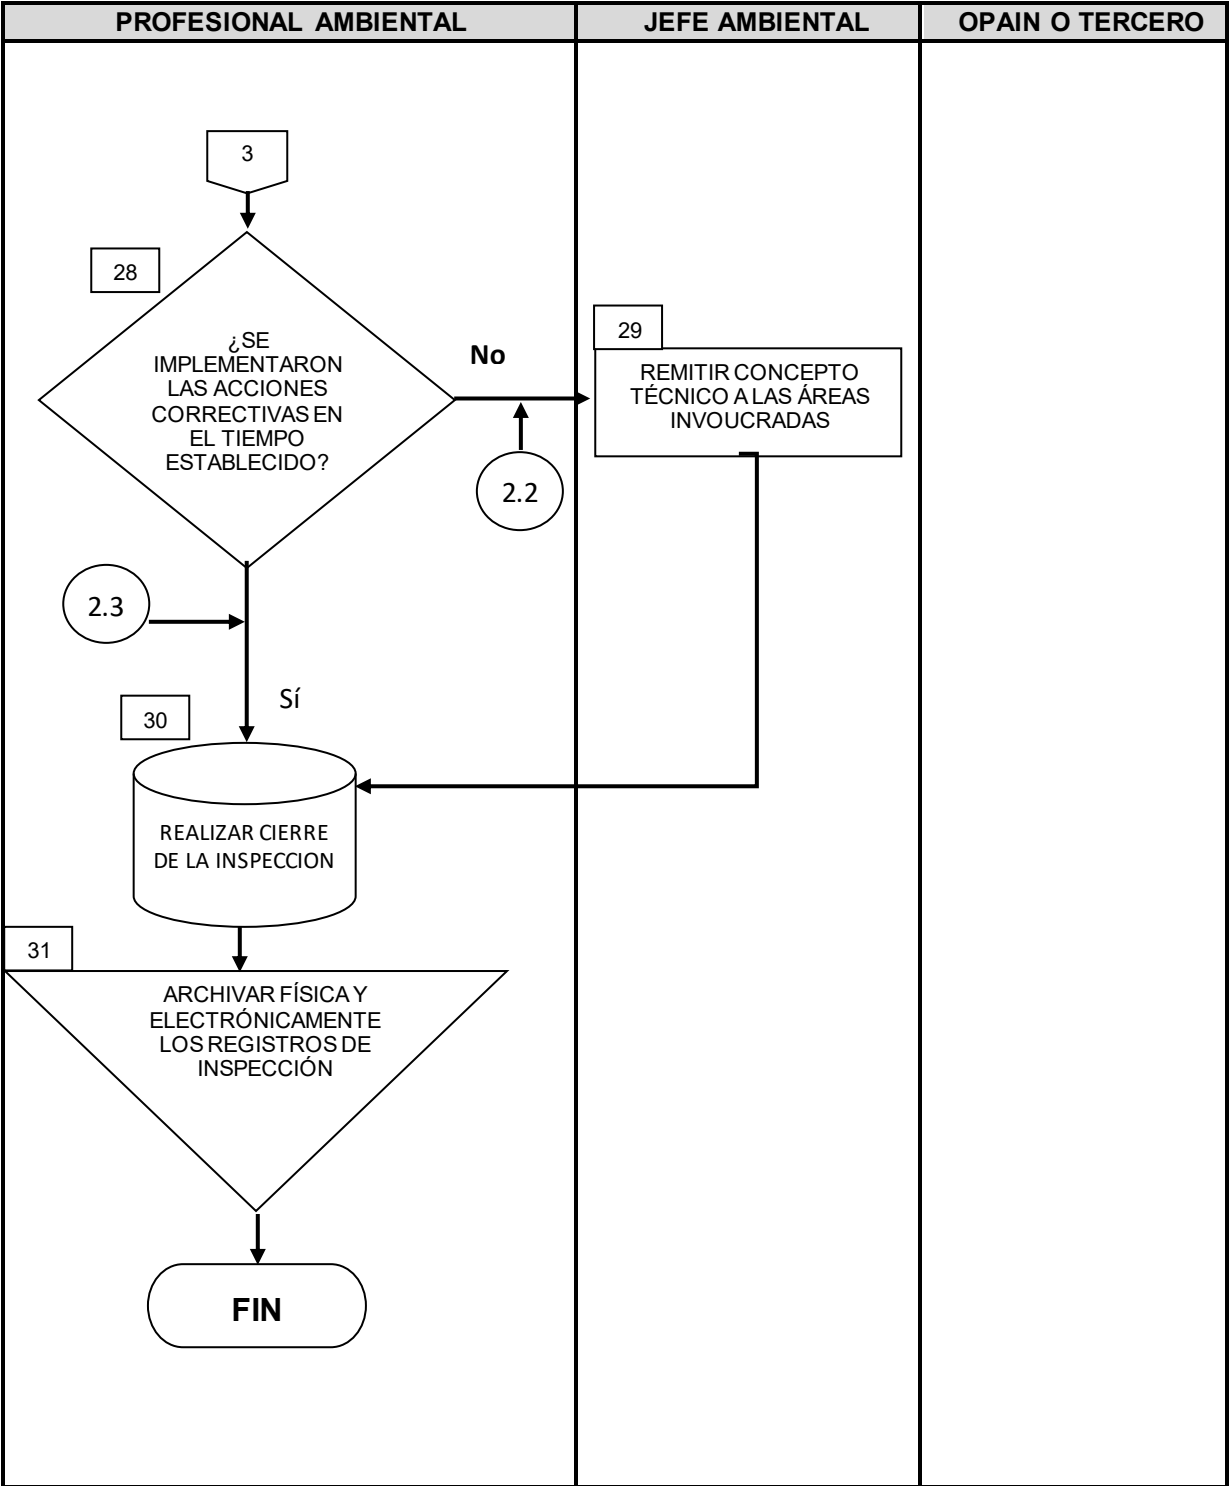 PROFESIONAL AMBIENTAL
JEFE AMBIENTAL
OPAIN O TERCERO
3
28
¿SE
IMPLEMENTARON
LAS ACCIONES
CORRECTIVAS EN
EL TIEMPO
ESTABLECIDO?
No
29
REMITIR CONCEPTO
TÉCNICO A LAS ÁREAS
INVOUCRADAS
2.2
2.3
Sí
30
REALIZAR CIERRE
DE LA INSPECCION
31
ARCHIVAR FÍSICA Y
ELECTRÓNICAMENTE
LOS REGISTROS DE
INSPECCIÓN
FIN